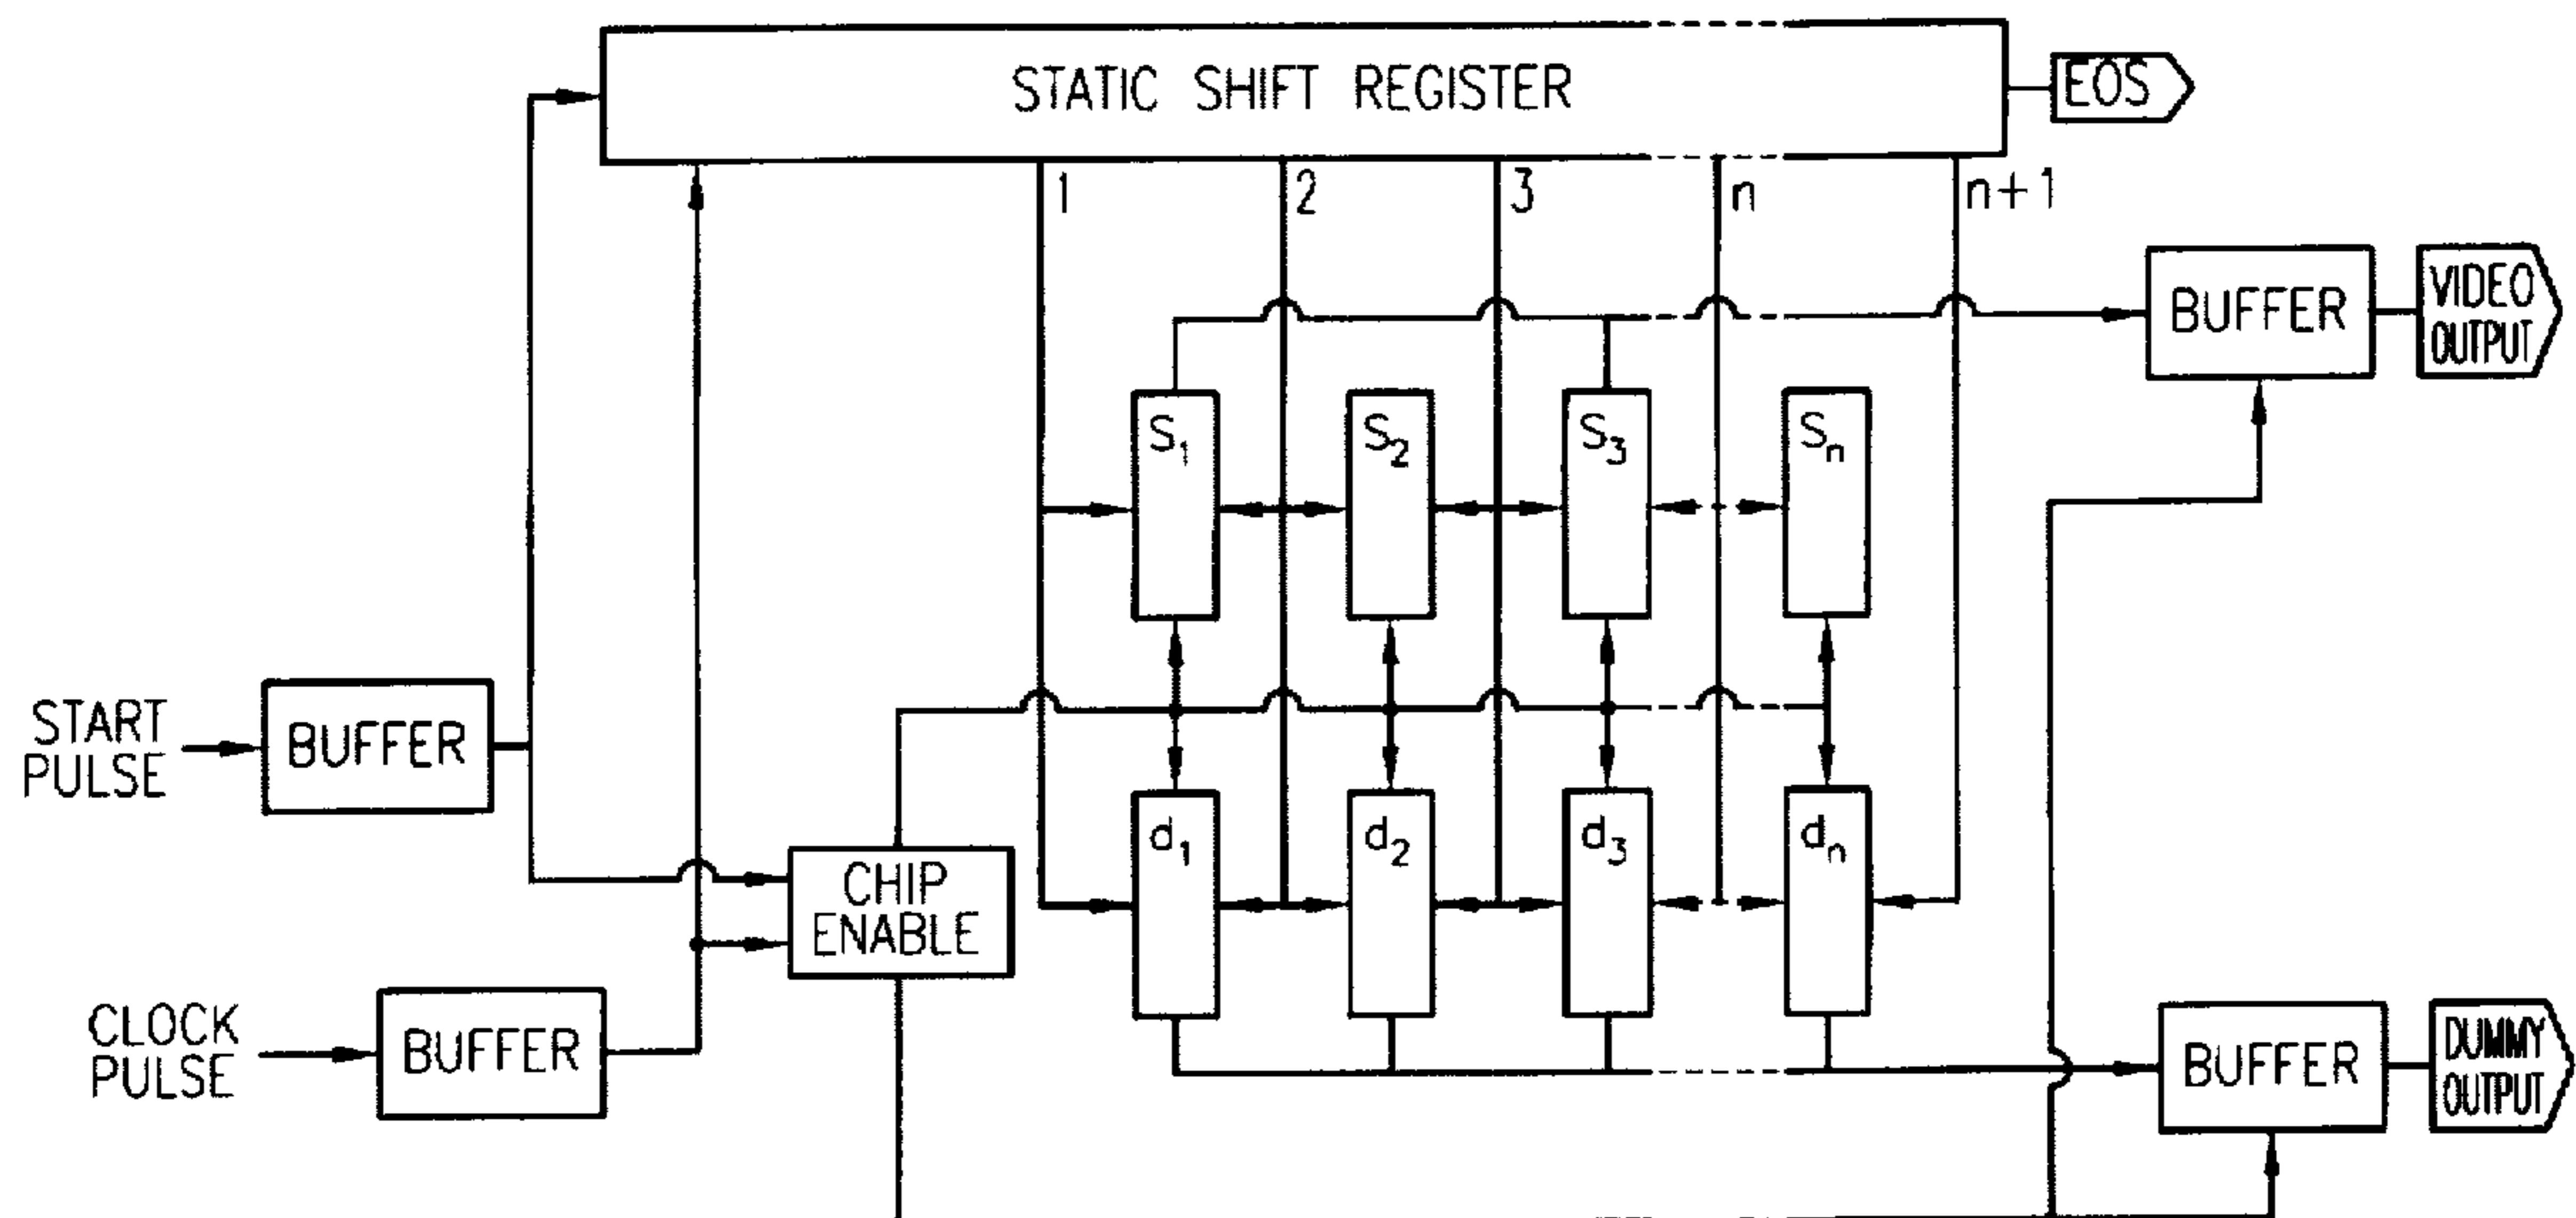 STATIC SHIFT REGISTER
EOS
1
2
3
n
n+1
BUFFER
VIDEO
OUTPUT
S₁
S₂
S₃
Sₙ
START
PULSE
BUFFER
d₁
d₂
d₃
dₙ
CHIP
ENABLE
CLOCK
PULSE
BUFFER
BUFFER
DUMMY
OUTPUT